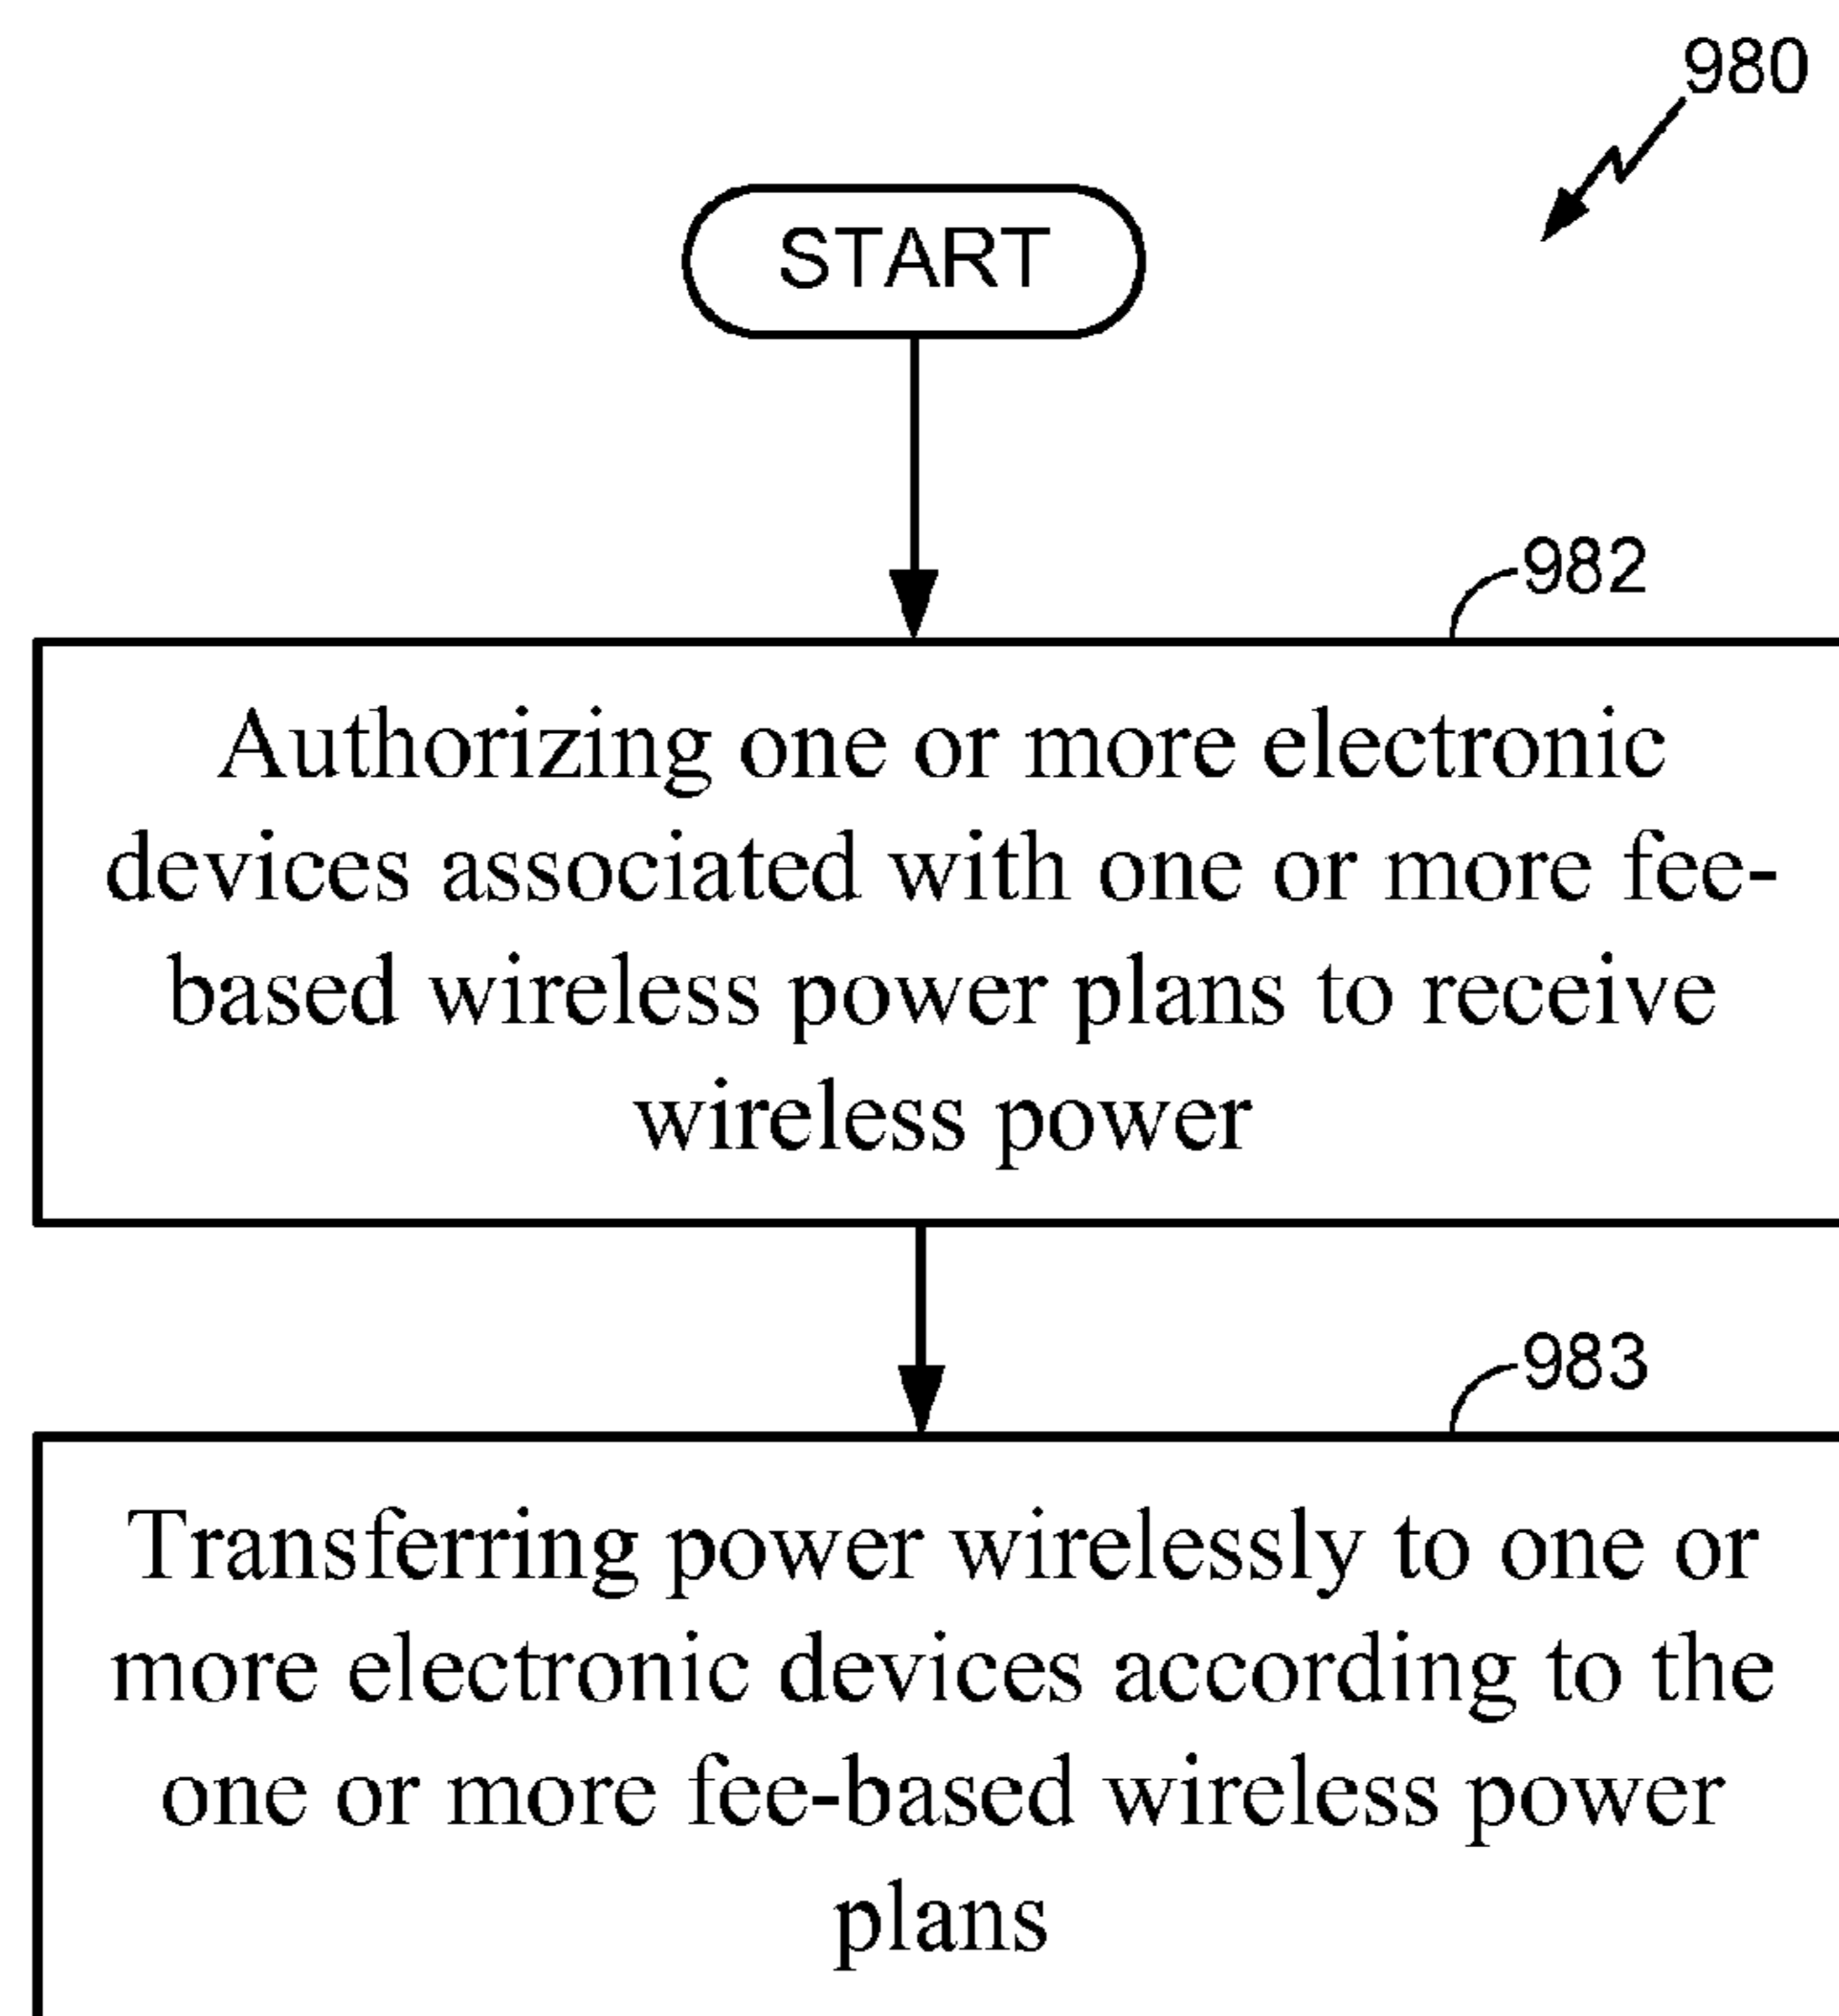 980
START
982
Authorizing one or more electronic
devices associated with one or more fee-
based wireless power plans to receive
wireless power
983
Transferring power wirelessly to one or
more electronic devices according to the
one or more fee-based wireless power
plans